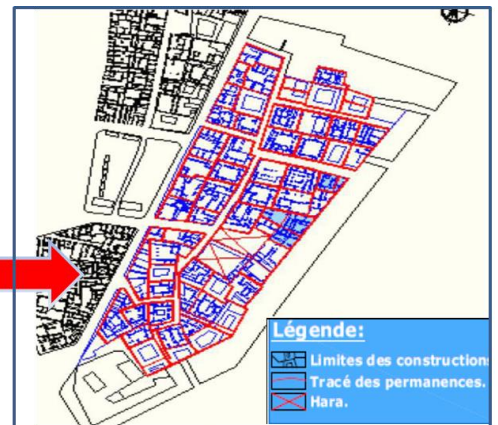 Légende:
Limites des constructions
Tracé des permanences.
Hara.